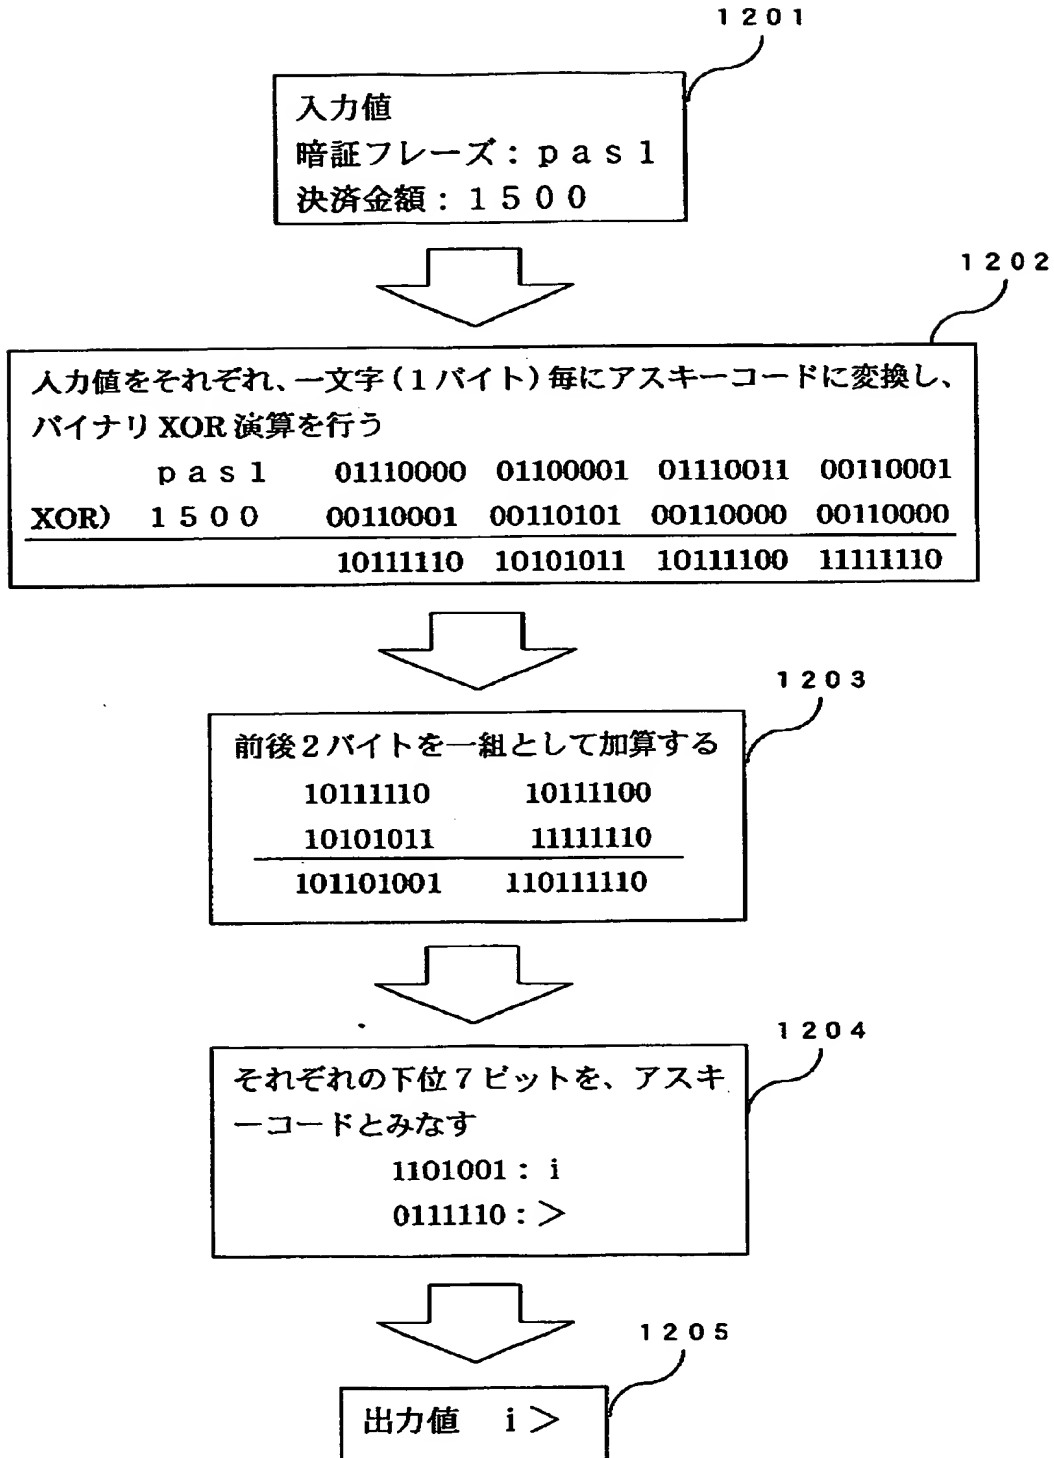 1201
入力値
暗証フレーズ：pas1
決済金額：1500
1202
入力値をそれぞれ、一文字（1バイト）毎にアスキーコードに変換し、
バイナリXOR演算を行う
pas1 01110000 01100001 01110011 00110001
XOR) 1500 00110001 00110101 00110000 00110000
10111110 10101011 10111100 11111110
1203
前後2バイトを一組として加算する
10111110 10111100
10101011 11111110
101101001 110111110
1204
それぞれの下位7ビットを、アスキ
ーコードとみなす
1101001：i
0111110：＞
1205
出力値 i＞